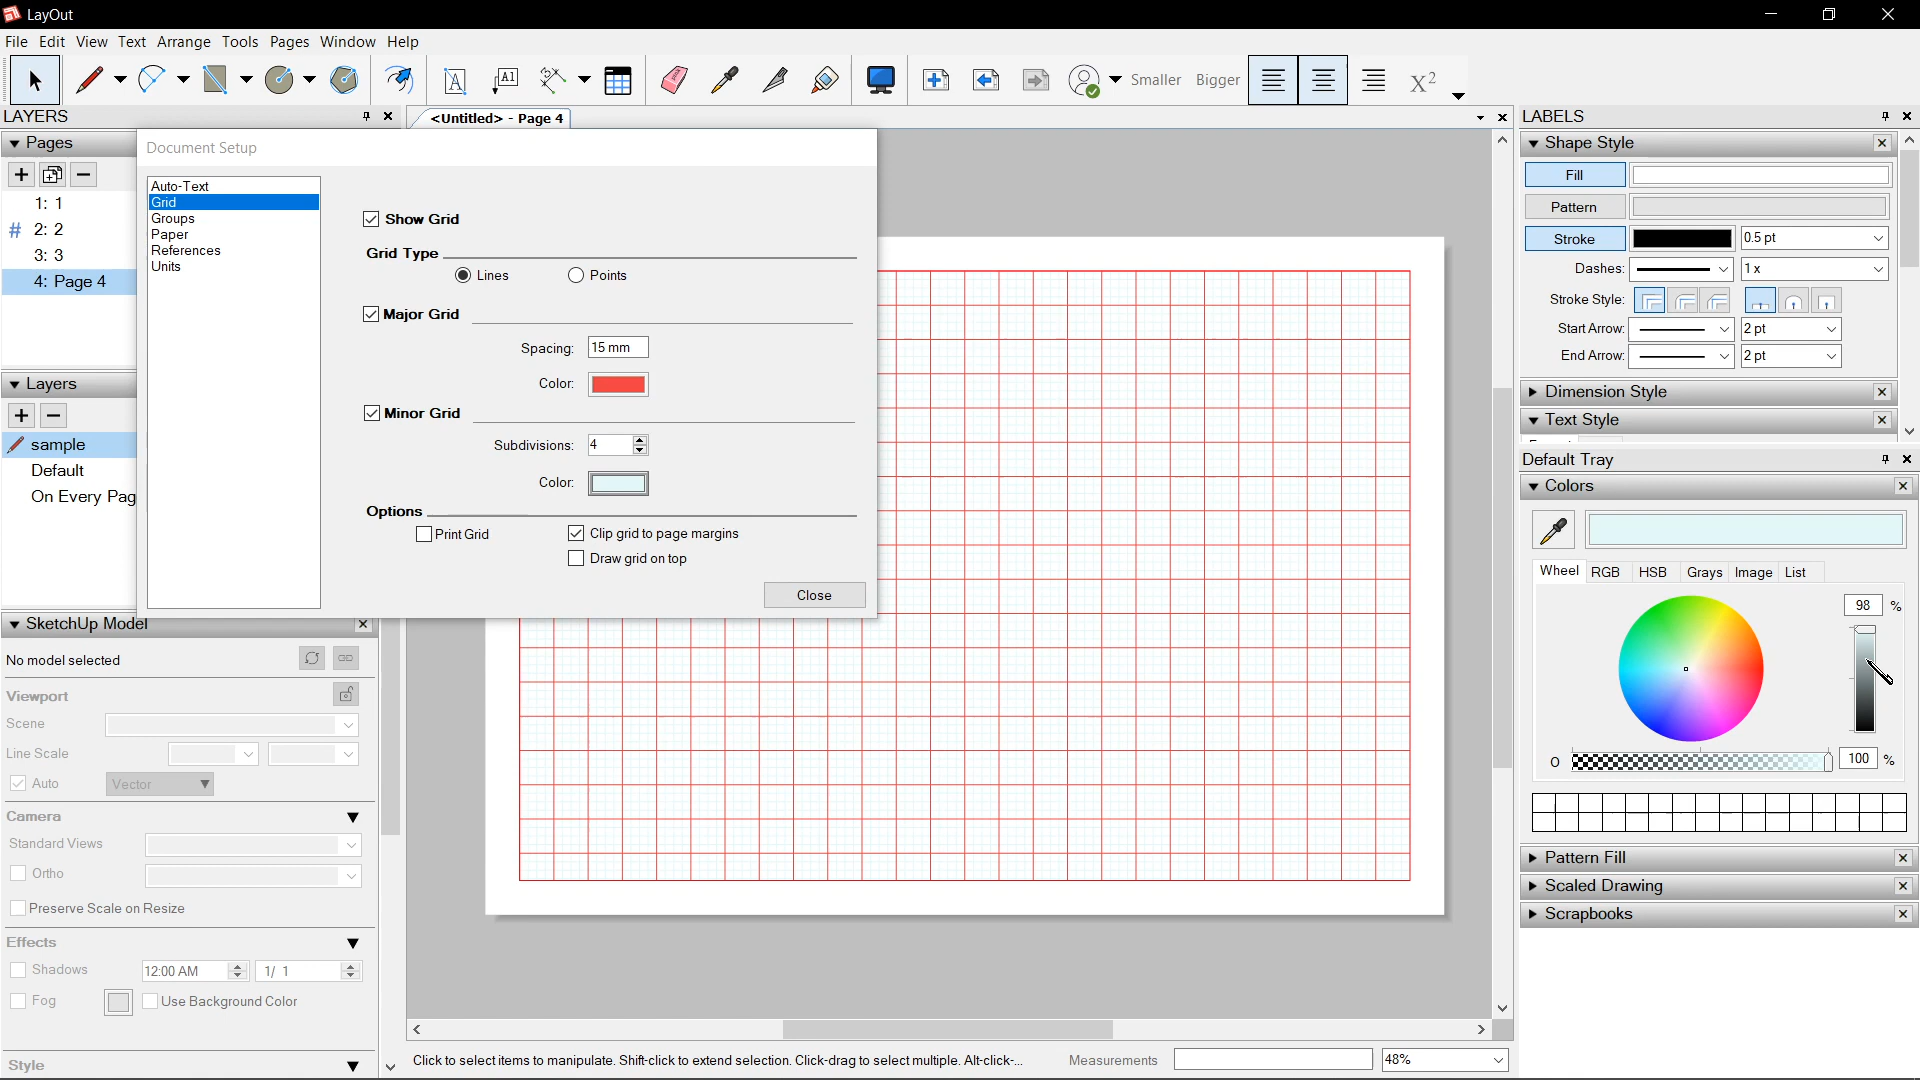 LayOut
File Edit View Text Arrange Tools Pages Window Help
A A1 Smaller Bigger X2
LAYERS
<Untitled> - Page 4
LABELS
Pages
1: 1
# 2: 2
3: 3
4: Page 4
Layers
sample
Default
On Every Pag
Document Setup
Auto-Text
Grid
Groups
Paper
References
Units
Show Grid
Grid Type
Lines Points
Major Grid
Spacing: 15 mm
Color:
Minor Grid
Subdivisions: 4
Color:
Options
Print Grid Clip grid to page margins
Draw grid on top
Close
SketchUp Model
No model selected
Viewport
Scene
Line Scale
Auto Vector
Camera
Standard Views
Ortho
Preserve Scale on Resize
Effects
Shadows 12:00 AM 1/ 1
Fog Use Background Color
Style
Click to select items to manipulate. Shift-click to extend selection. Click-drag to select multiple. Alt-click-...
Measurements 48%
Shape Style
Fill
Pattern
Stroke 0.5 pt
Dashes: 1 x
Stroke Style:
Start Arrow: 2 pt
End Arrow: 2 pt
Dimension Style
Text Style
Default Tray
Colors
Wheel RGB HSB Grays Image List
98 %
O 100 %
Pattern Fill
Scaled Drawing
Scrapbooks